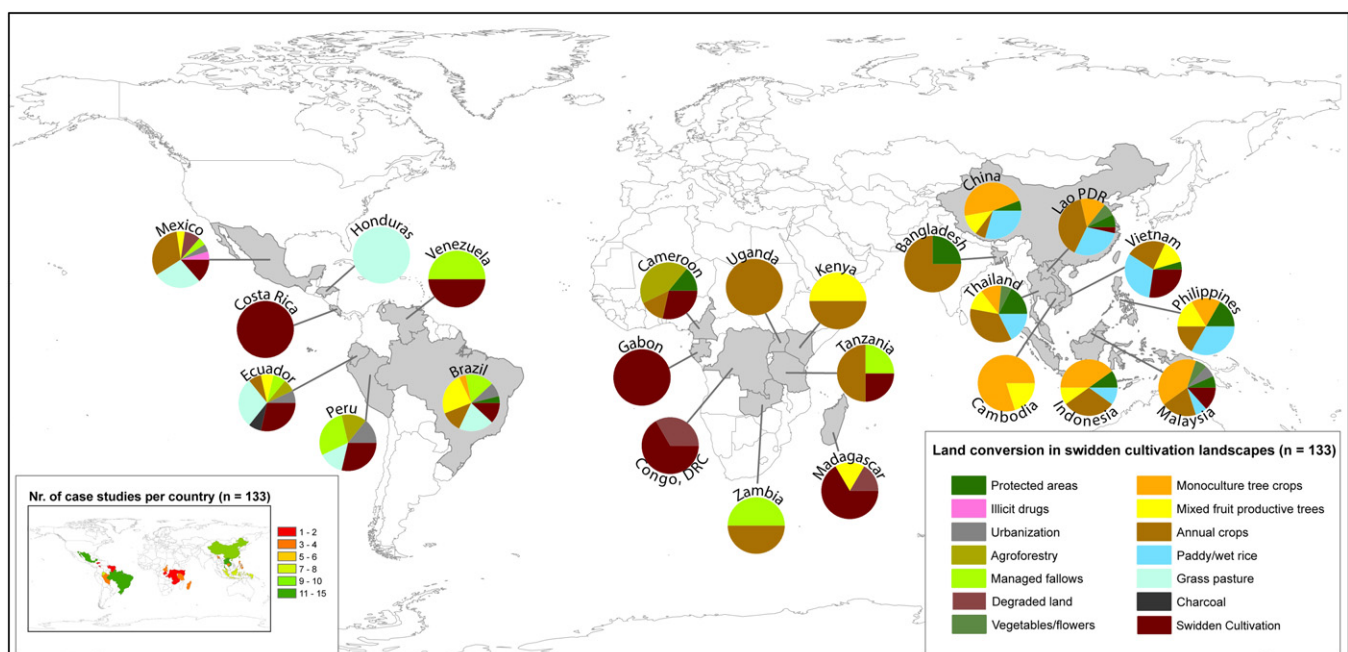 Mexico
Honduras
Venezuela
Costa Rica
Ecuador
Peru
Brazil
Cameroon
Uganda
Kenya
Gabon
Tanzania
Congo, DRC
Zambia
Madagascar
China
Lao PDR
Bangladesh
Vietnam
Thailand
Philippines
Cambodia
Indonesia
Malaysia
Nr. of case studies per country (n = 133)
1 - 2
3 - 4
5 - 6
7 - 8
9 - 10
11 - 15
Land conversion in swidden cultivation landscapes (n = 133)
Protected areas
Illicit drugs
Urbanization
Agroforestry
Managed fallows
Degraded land
Vegetables/flowers
Monoculture tree crops
Mixed fruit productive trees
Annual crops
Paddy/wet rice
Grass pasture
Charcoal
Swidden Cultivation